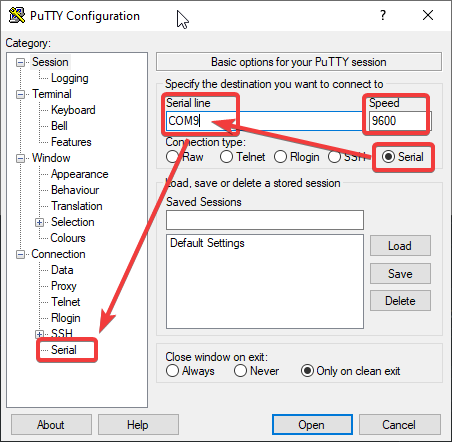 PuTTY Configuration
Category:
Session
Logging
Terminal
Keyboard
Bell
Features
Window
Appearance
Behaviour
Translation
Selection
Colours
Connection
Data
Proxy
Telnet
Rlogin
SSH
Serial
Basic options for your PuTTY session
Specify the destination you want to connect to
Serial line
Speed
COM9
9600
Connection type:
Raw
Telnet
Rlogin
SSH
Serial
Load, save or delete a stored session
Saved Sessions
Default Settings
Load
Save
Delete
Close window on exit:
Always
Never
Only on clean exit
About
Help
Open
Cancel